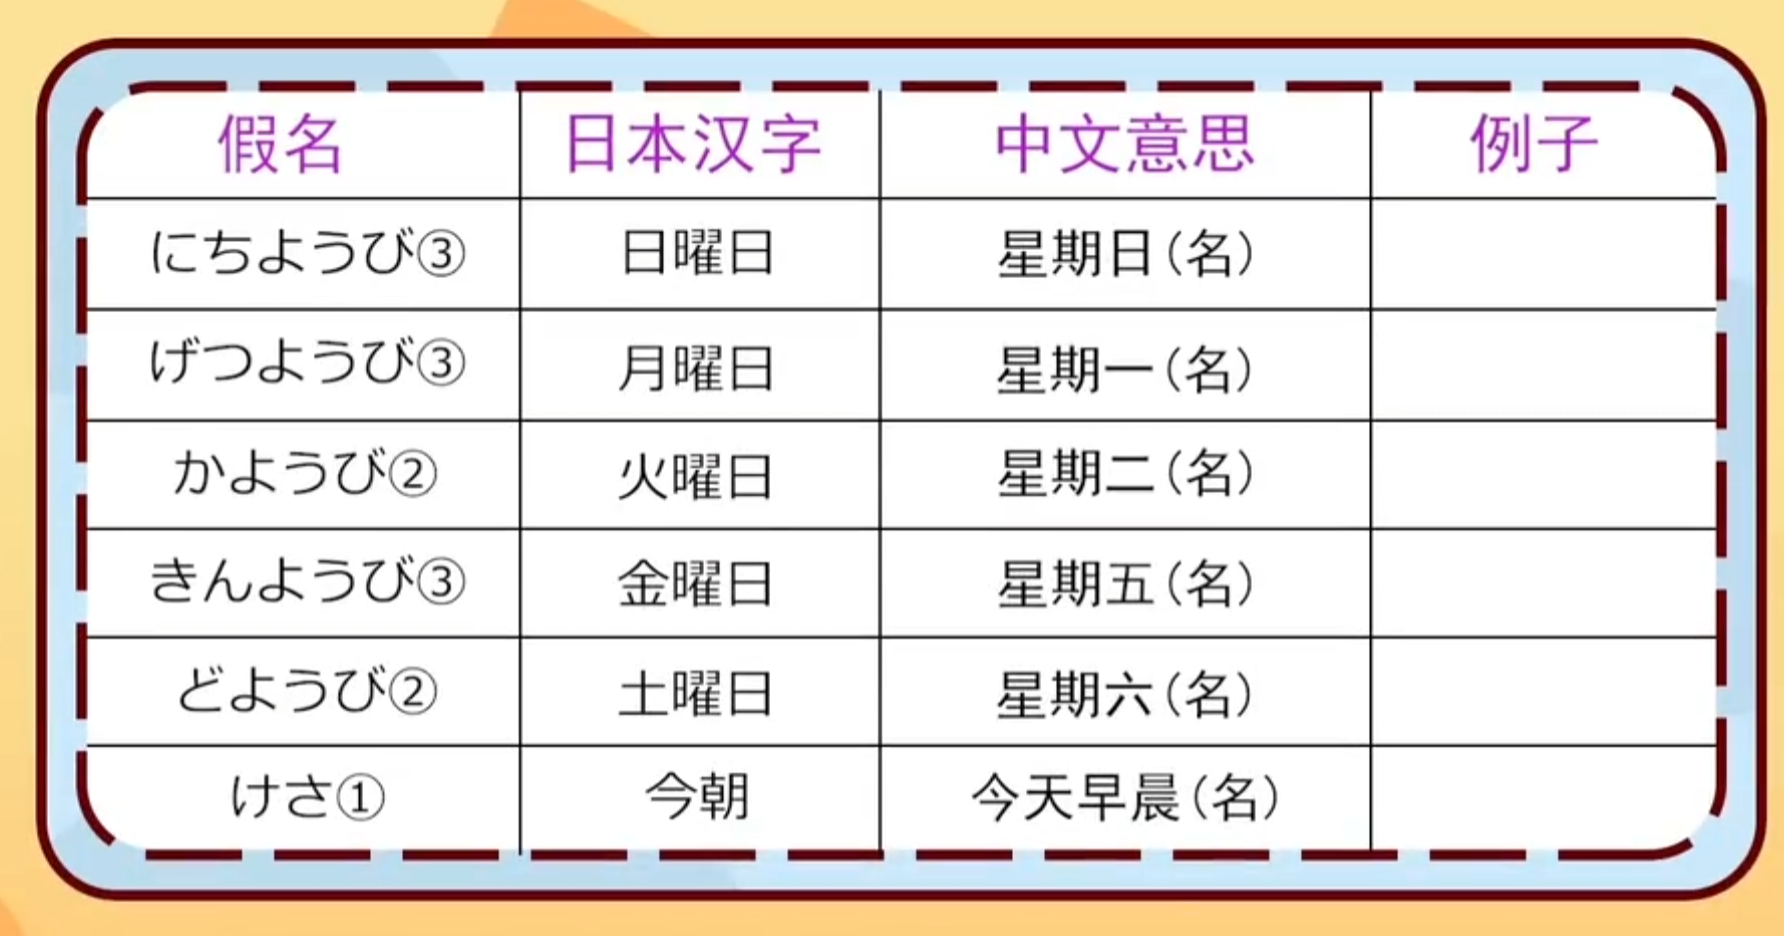 假名 日本汉字 中文意思 例子
にちようび③ 日曜日 星期日(名)
げつようび③ 月曜日 星期一(名)
かようび② 火曜日 星期二(名)
きんようび③ 金曜日 星期五(名)
どようび② 土曜日 星期六(名)
けさ① 今朝 今天早晨(名)